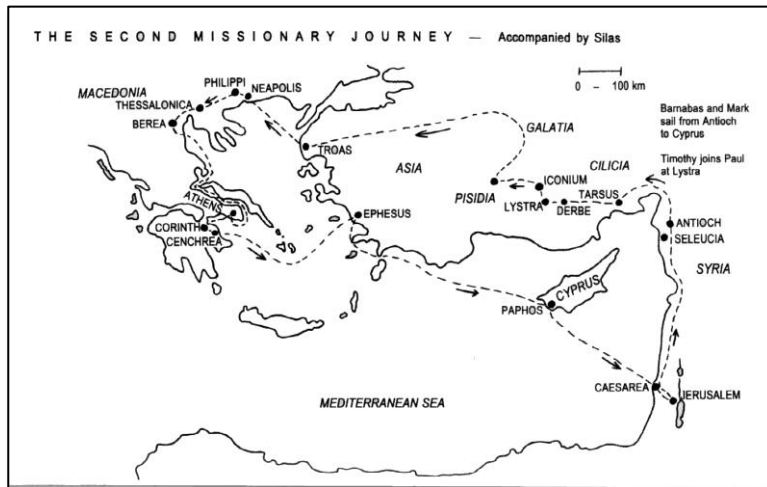 THE SECOND MISSIONARY JOURNEY — Accompanied by Silas
0 – 100 km
MACEDONIA
PHILIPPI
NEAPOLIS
THESSALONICA
BEREA
TROAS
GALATIA
Barnabas and Mark
sail from Antioch
to Cyprus
ASIA
CILICIA
Timothy joins Paul
at Lystra
PISIDIA
ICONIUM
TARSUS
LYSTRA
DERBE
ATHENS
EPHESUS
CORINTH
CENCHREA
ANTIOCH
SELEUCIA
SYRIA
CYPRUS
PAPHOS
CAESAREA
JERUSALEM
MEDITERRANEAN SEA